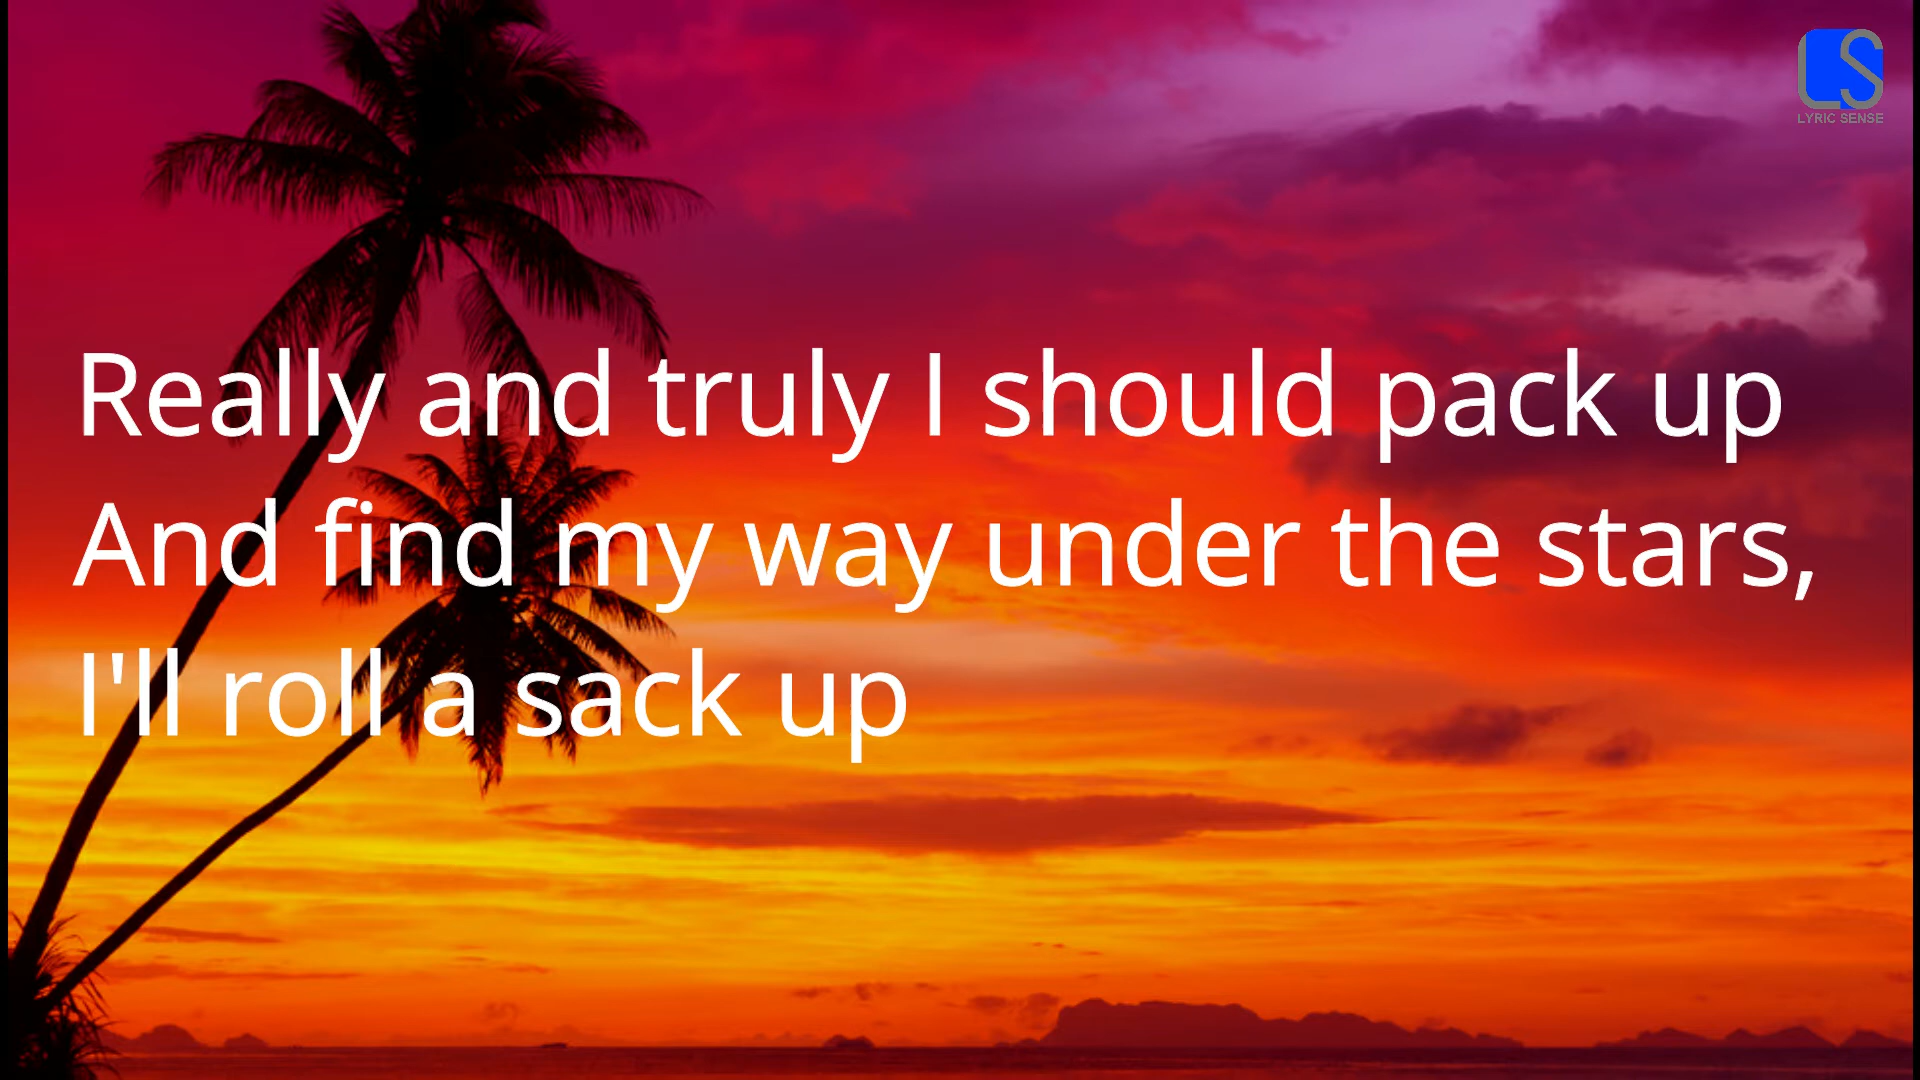 LYRIC SENSE
Really and truly I should pack up
And find my way under the stars,
I'll roll a sack up